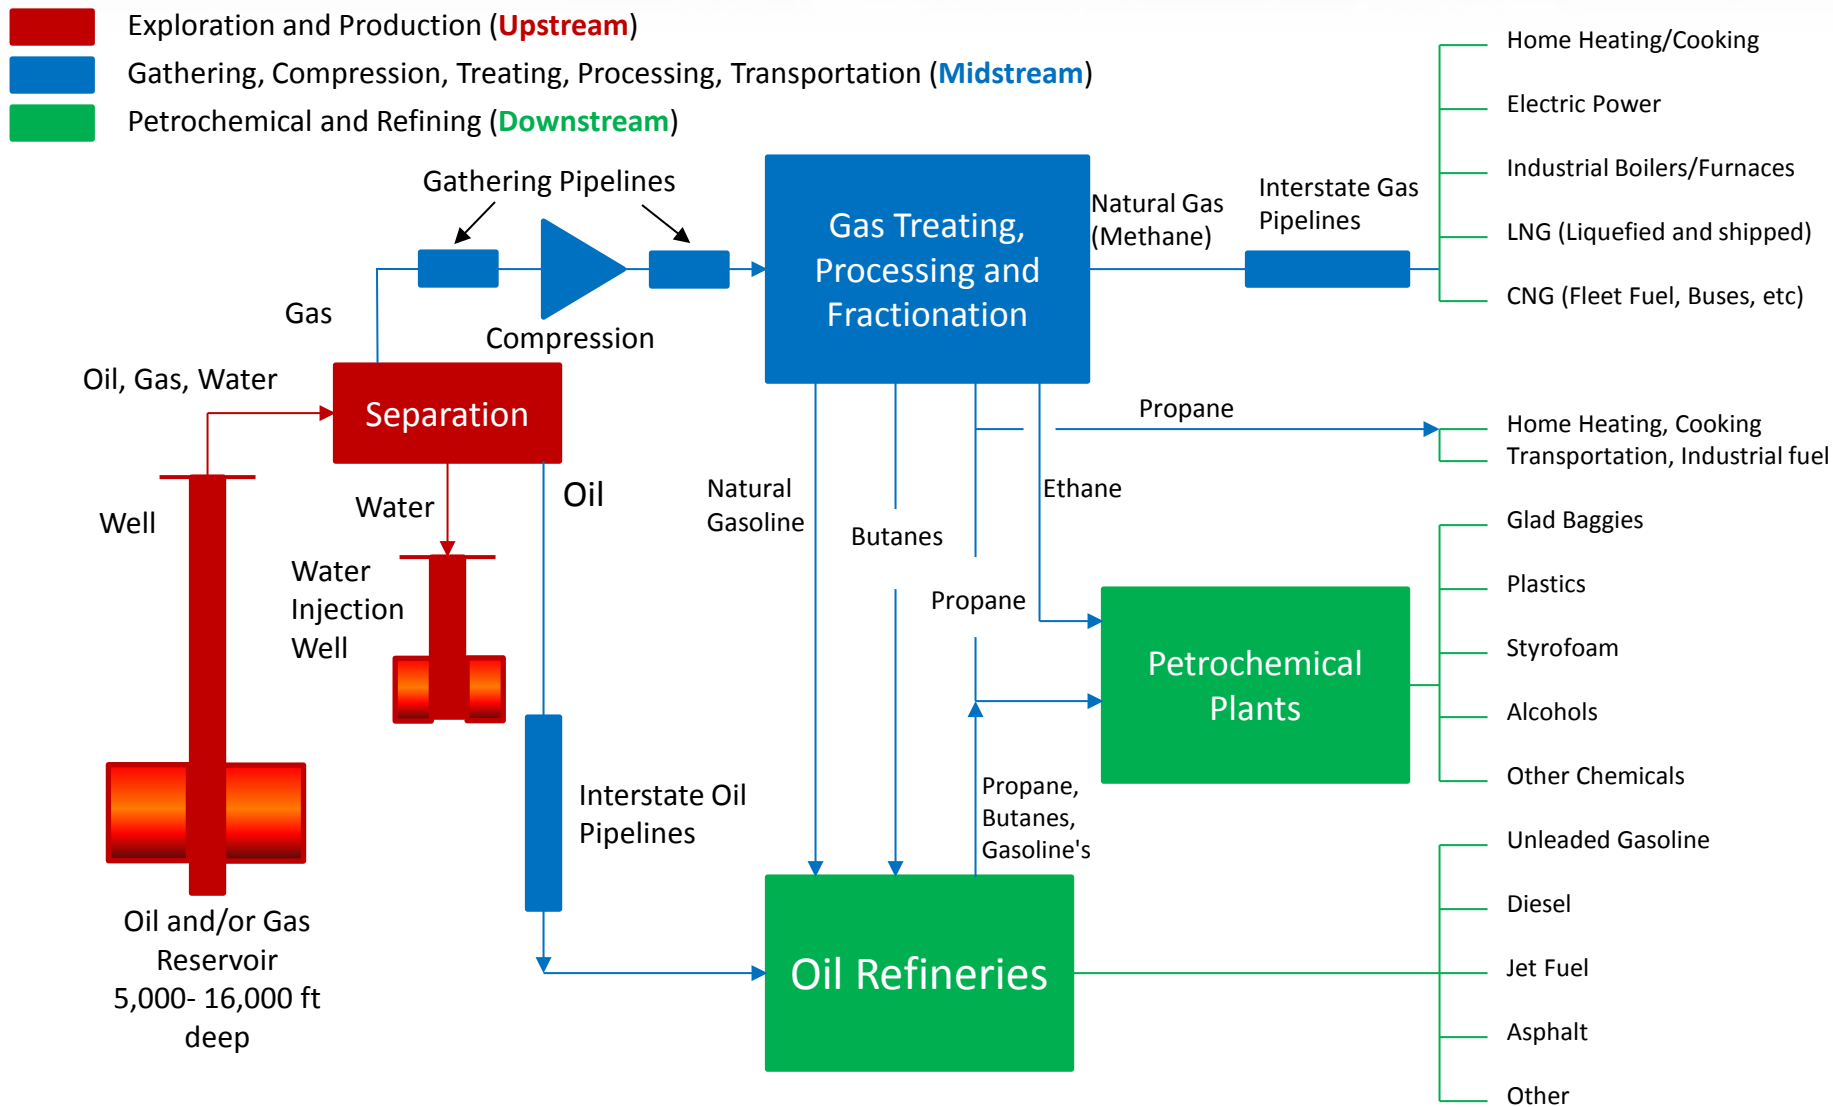 Exploration and Production (Upstream)
Gathering, Compression, Treating, Processing, Transportation (Midstream)
Petrochemical and Refining (Downstream)
Gathering Pipelines
Gas
Compression
Oil, Gas, Water
Separation
Well
Water
Oil
Water
Injection
Well
Oil and/or Gas
Reservoir
5,000- 16,000 ft
deep
Interstate Oil
Pipelines
Gas Treating,
Processing and
Fractionation
Natural Gas
(Methane)
Interstate Gas
Pipelines
Home Heating/Cooking
Electric Power
Industrial Boilers/Furnaces
LNG (Liquefied and shipped)
CNG (Fleet Fuel, Buses, etc)
Propane
Home Heating, Cooking
Transportation, Industrial fuel
Natural
Gasoline
Butanes
Propane
Ethane
Petrochemical
Plants
Glad Baggies
Plastics
Styrofoam
Alcohols
Other Chemicals
Propane,
Butanes,
Gasoline's
Oil Refineries
Unleaded Gasoline
Diesel
Jet Fuel
Asphalt
Other